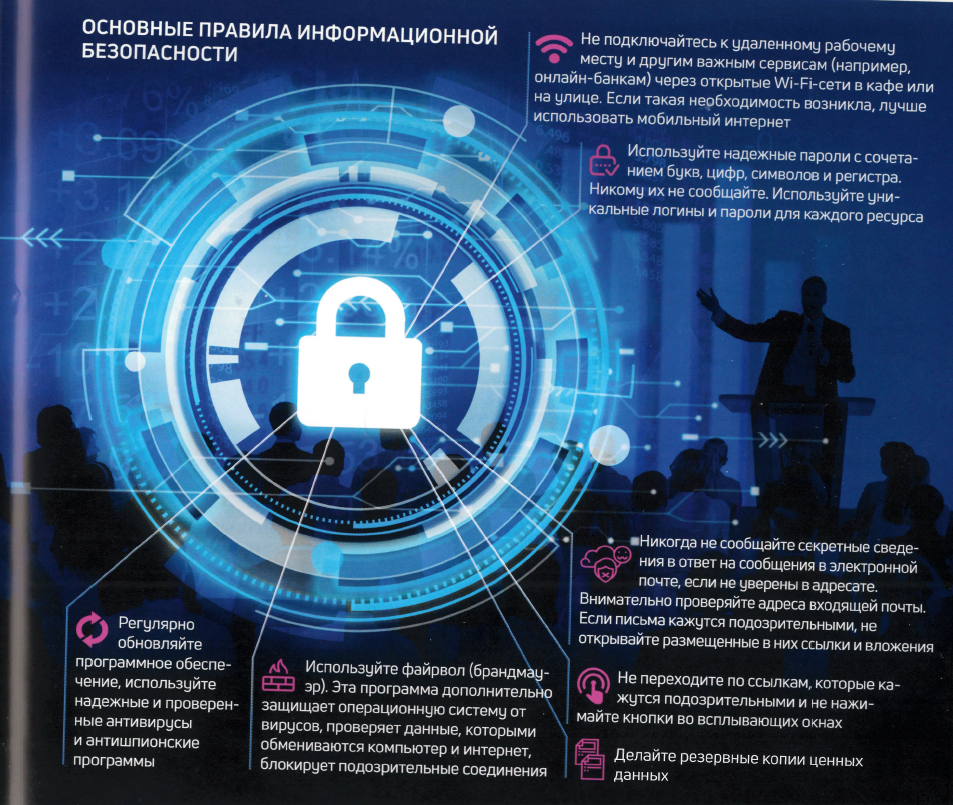 ОСНОВНЫЕ ПРАВИЛА ИНФОРМАЦИОННОЙ
БЕЗОПАСНОСТИ
Не подключайтесь к удаленному рабочему
месту и другим важным сервисам (например,
онлайн-банкам) через открытые Wi-Fi-сети в кафе или
на улице. Если такая необходимость возникла, лучше
использовать мобильный интернет
Используйте надежные пароли с сочета-
нием букв, цифр, символов и регистра.
Никому их не сообщайте. Используйте уни-
кальные логины и пароли для каждого ресурса
Никогда не сообщайте секретные сведе-
ния в ответ на сообщения в электронной
почте, если не уверены в адресате.
Внимательно проверяйте адреса входящей почты.
Если письма кажутся подозрительными, не
открывайте размещенные в них ссылки и вложения
Не переходите по ссылкам, которые ка-
жутся подозрительными и не нажи-
майте кнопки во всплывающих окнах
Делайте резервные копии ценных
данных
Используйте файрвол (брандмау-
эр). Эта программа дополнительно
защищает операционную систему от
вирусов, проверяет данные, которыми
обмениваются компьютер и интернет,
блокирует подозрительные соединения
Регулярно
обновляйте
программное обеспе-
чение, используйте
надежные и проверен-
ные антивирусы
и антишпионские
программы